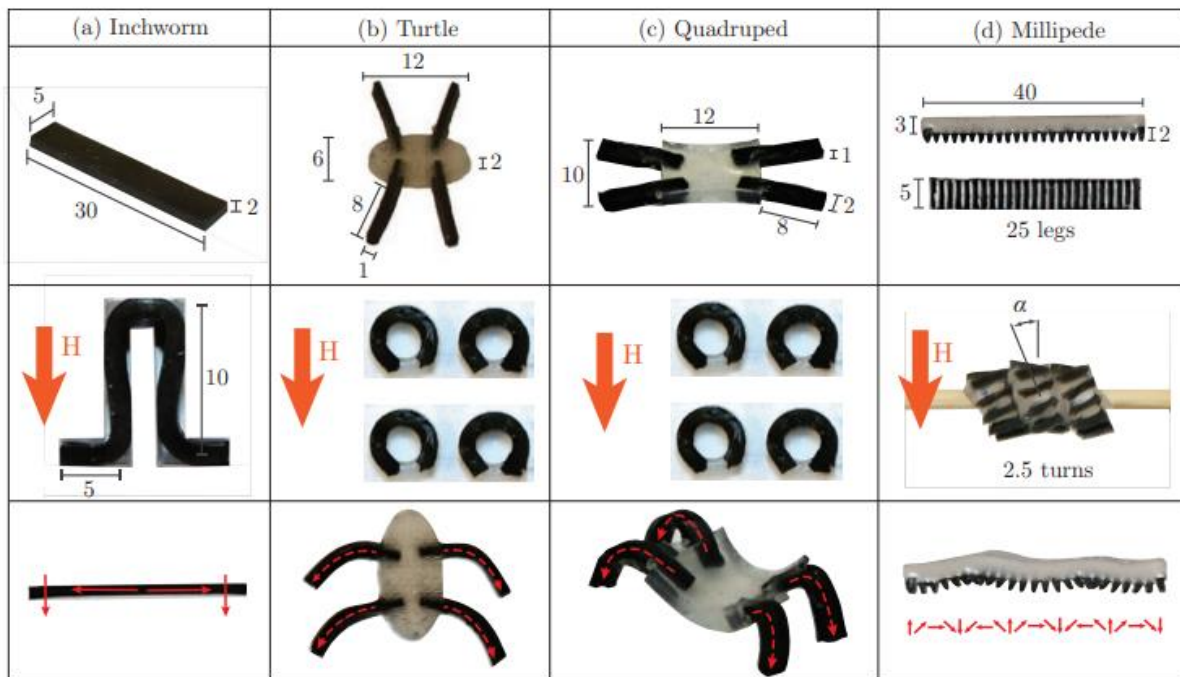 (a) Inchworm
(b) Turtle
(c) Quadruped
(d) Millipede
5
30
2
12
6
2
8
1
12
10
1
2
8
40
3
2
5
25 legs
H
10
5
H
H
H
α
2.5 turns